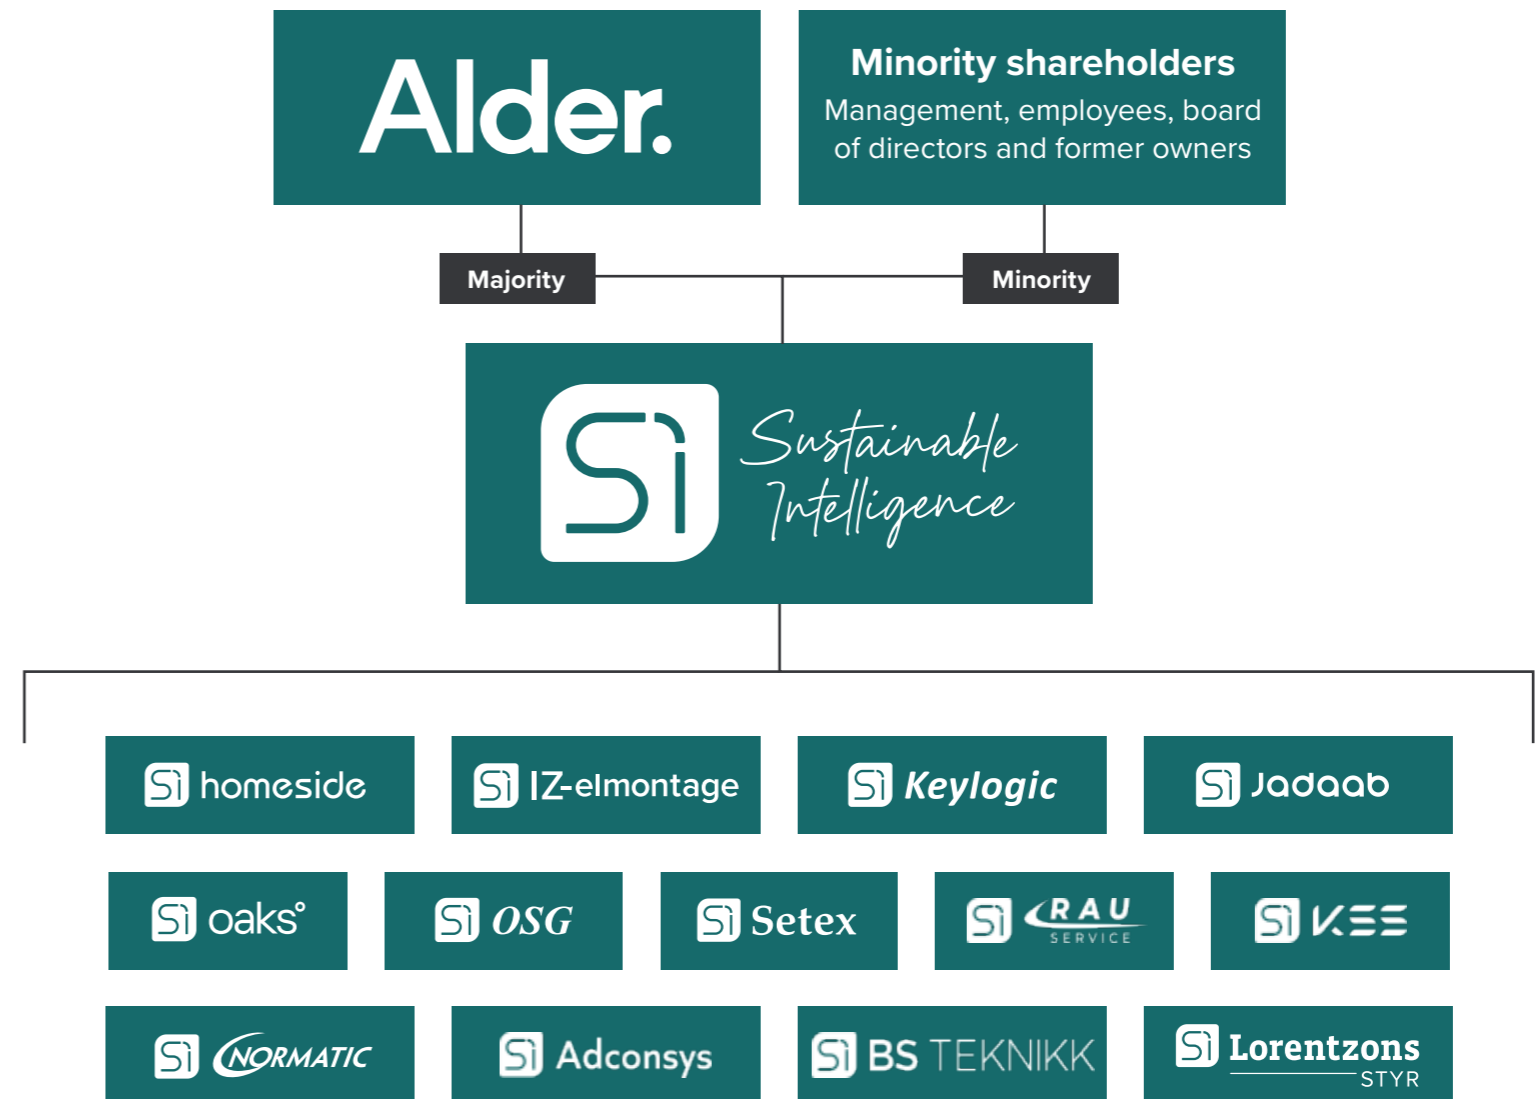 Alder.
Minority shareholders
Management, employees, board
of directors and former owners
Majority
Minority
Si
Sustainable
Intelligence
Si homeside
Si IZ-elmontage
Si Keylogic
Si Jadaab
Si oaks°
Si OSG
Si Setex
Si RAU
SERVICE
Si KEE
Si NORMATIC
Si Adconsys
Si BS TEKNIKK
Si Lorentzons
STYR